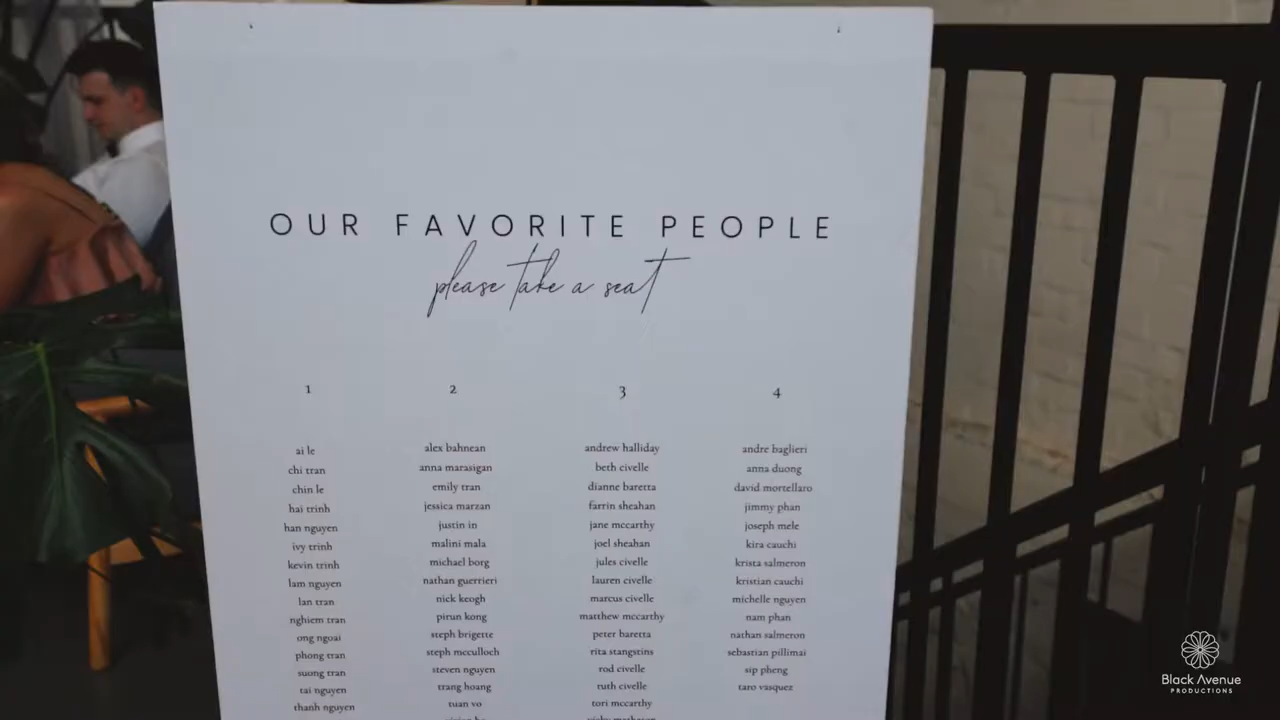 OUR FAVORITE PEOPLE
please take a seat
1
ai le
chi tran
chin le
hai trinh
han nguyen
ivy trinh
kevin trinh
lam nguyen
lan tran
nghiem tran
ong ngoai
phong tran
suong tran
tai nguyen
thanh nguyen
2
alex bahnean
anna marasigan
emily tran
jessica marzan
justin in
malini mala
michael borg
nathan guerrieri
nick keogh
pirun kong
steph brigette
steph mcculloch
steven nguyen
trang hoang
tuan vo
3
andrew halliday
beth civelle
dianne baretta
farrin sheahan
jane mccarthy
joel sheahan
jules civelle
lauren civelle
marcus civelle
matthew mccarthy
peter baretta
rita stangstins
rod civelle
ruth civelle
tori mccarthy
4
andre baglieri
anna duong
david mortellaro
jimmy phan
joseph mele
kira cauchi
krista salmeron
kristian cauchi
michelle nguyen
nam phan
nathan salmeron
sebastian pillimai
sip pheng
taro vasquez
Black Avenue
PRODUCTIONS